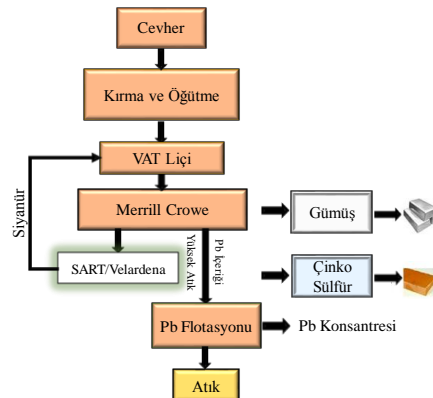 Cevher
Kırma ve Öğütme
VAT Liçi
Siyanür
Merrill Crowe
Gümüş
SART/Velardena
Pb İçeriği
Yüksek Atık
Çinko
Sülfür
Pb Flotasyonu
Pb Konsantresi
Atık